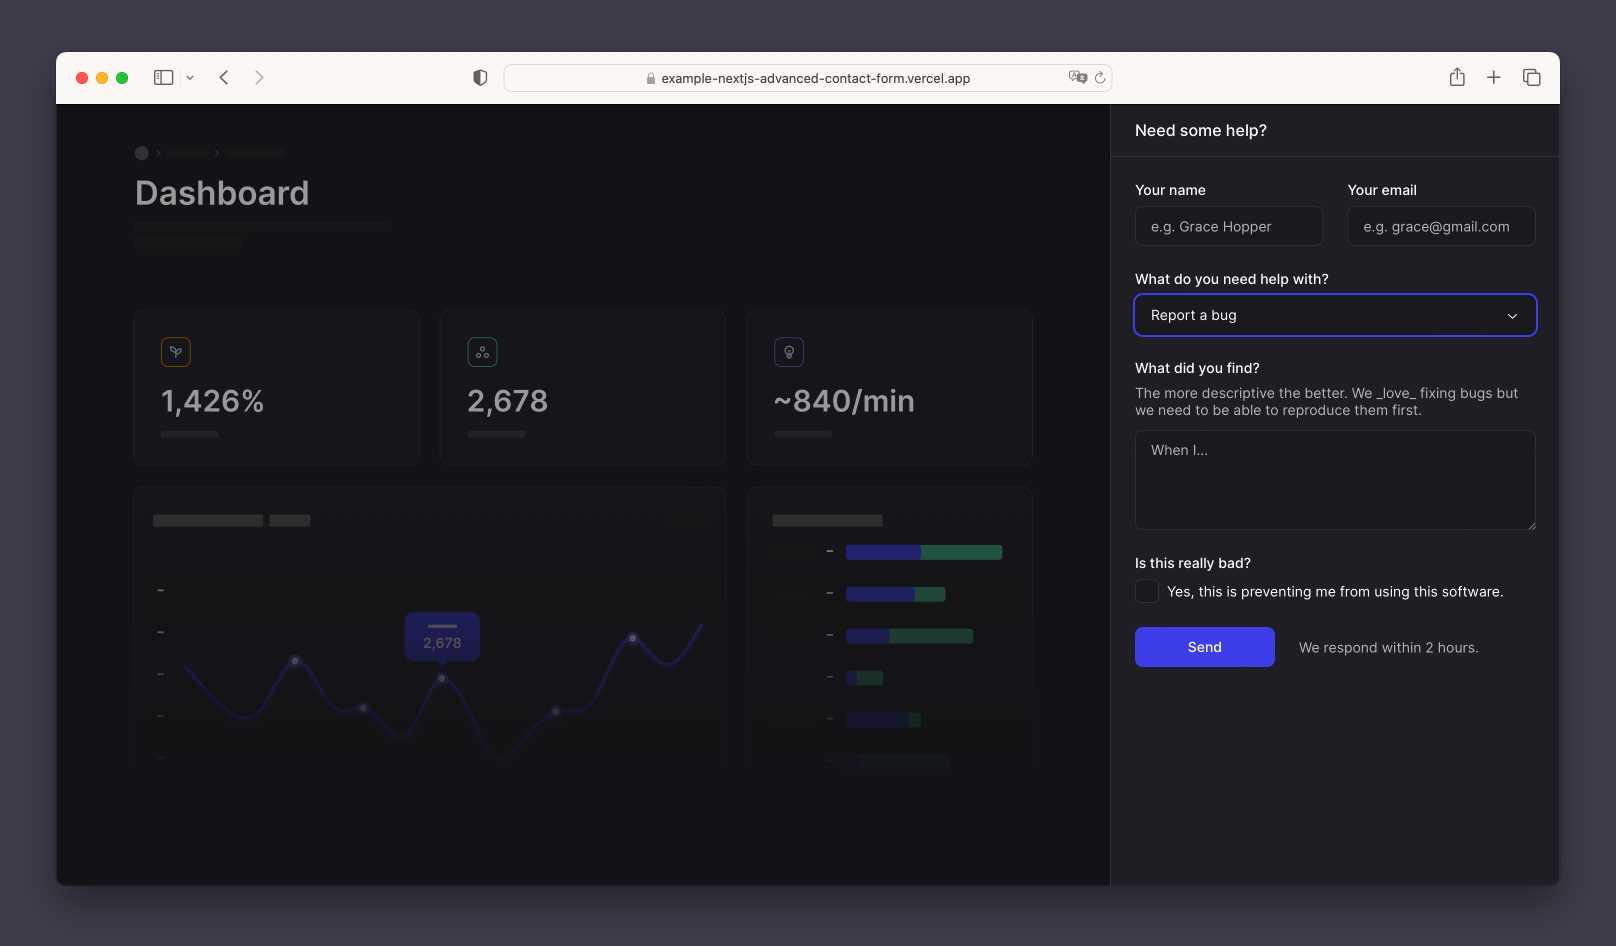 example-nextjs-advanced-contact-form.vercel.app
Dashboard
1,426%
2,678
~840/min
2,678
Need some help?
Your name
Your email
e.g. Grace Hopper
e.g. grace@gmail.com
What do you need help with?
Report a bug
What did you find?
The more descriptive the better. We _love_ fixing bugs but
we need to be able to reproduce them first.
When I...
Is this really bad?
Yes, this is preventing me from using this software.
Send
We respond within 2 hours.